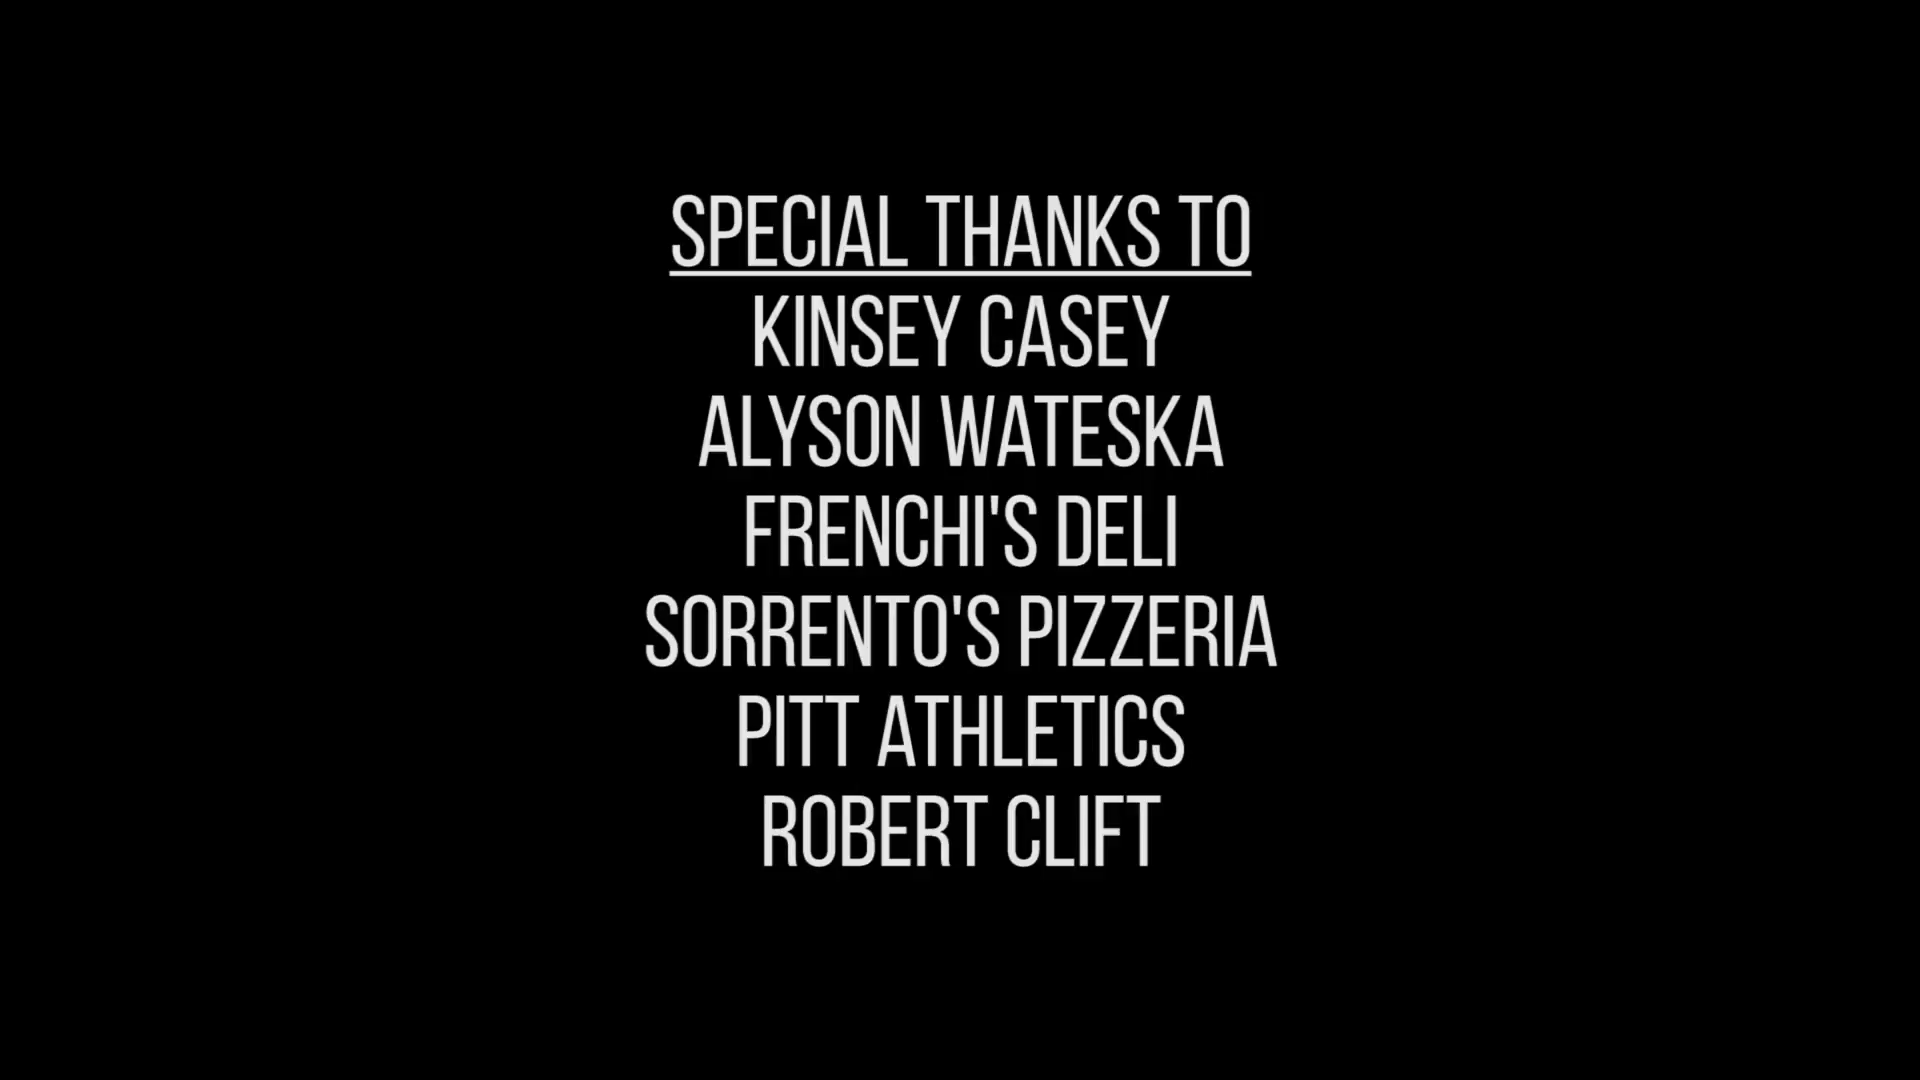 SPECIAL THANKS TO
KINSEY CASEY
ALYSON WATESKA
FRENCHI'S DELI
SORRENTO'S PIZZERIA
PITT ATHLETICS
ROBERT CLIFT